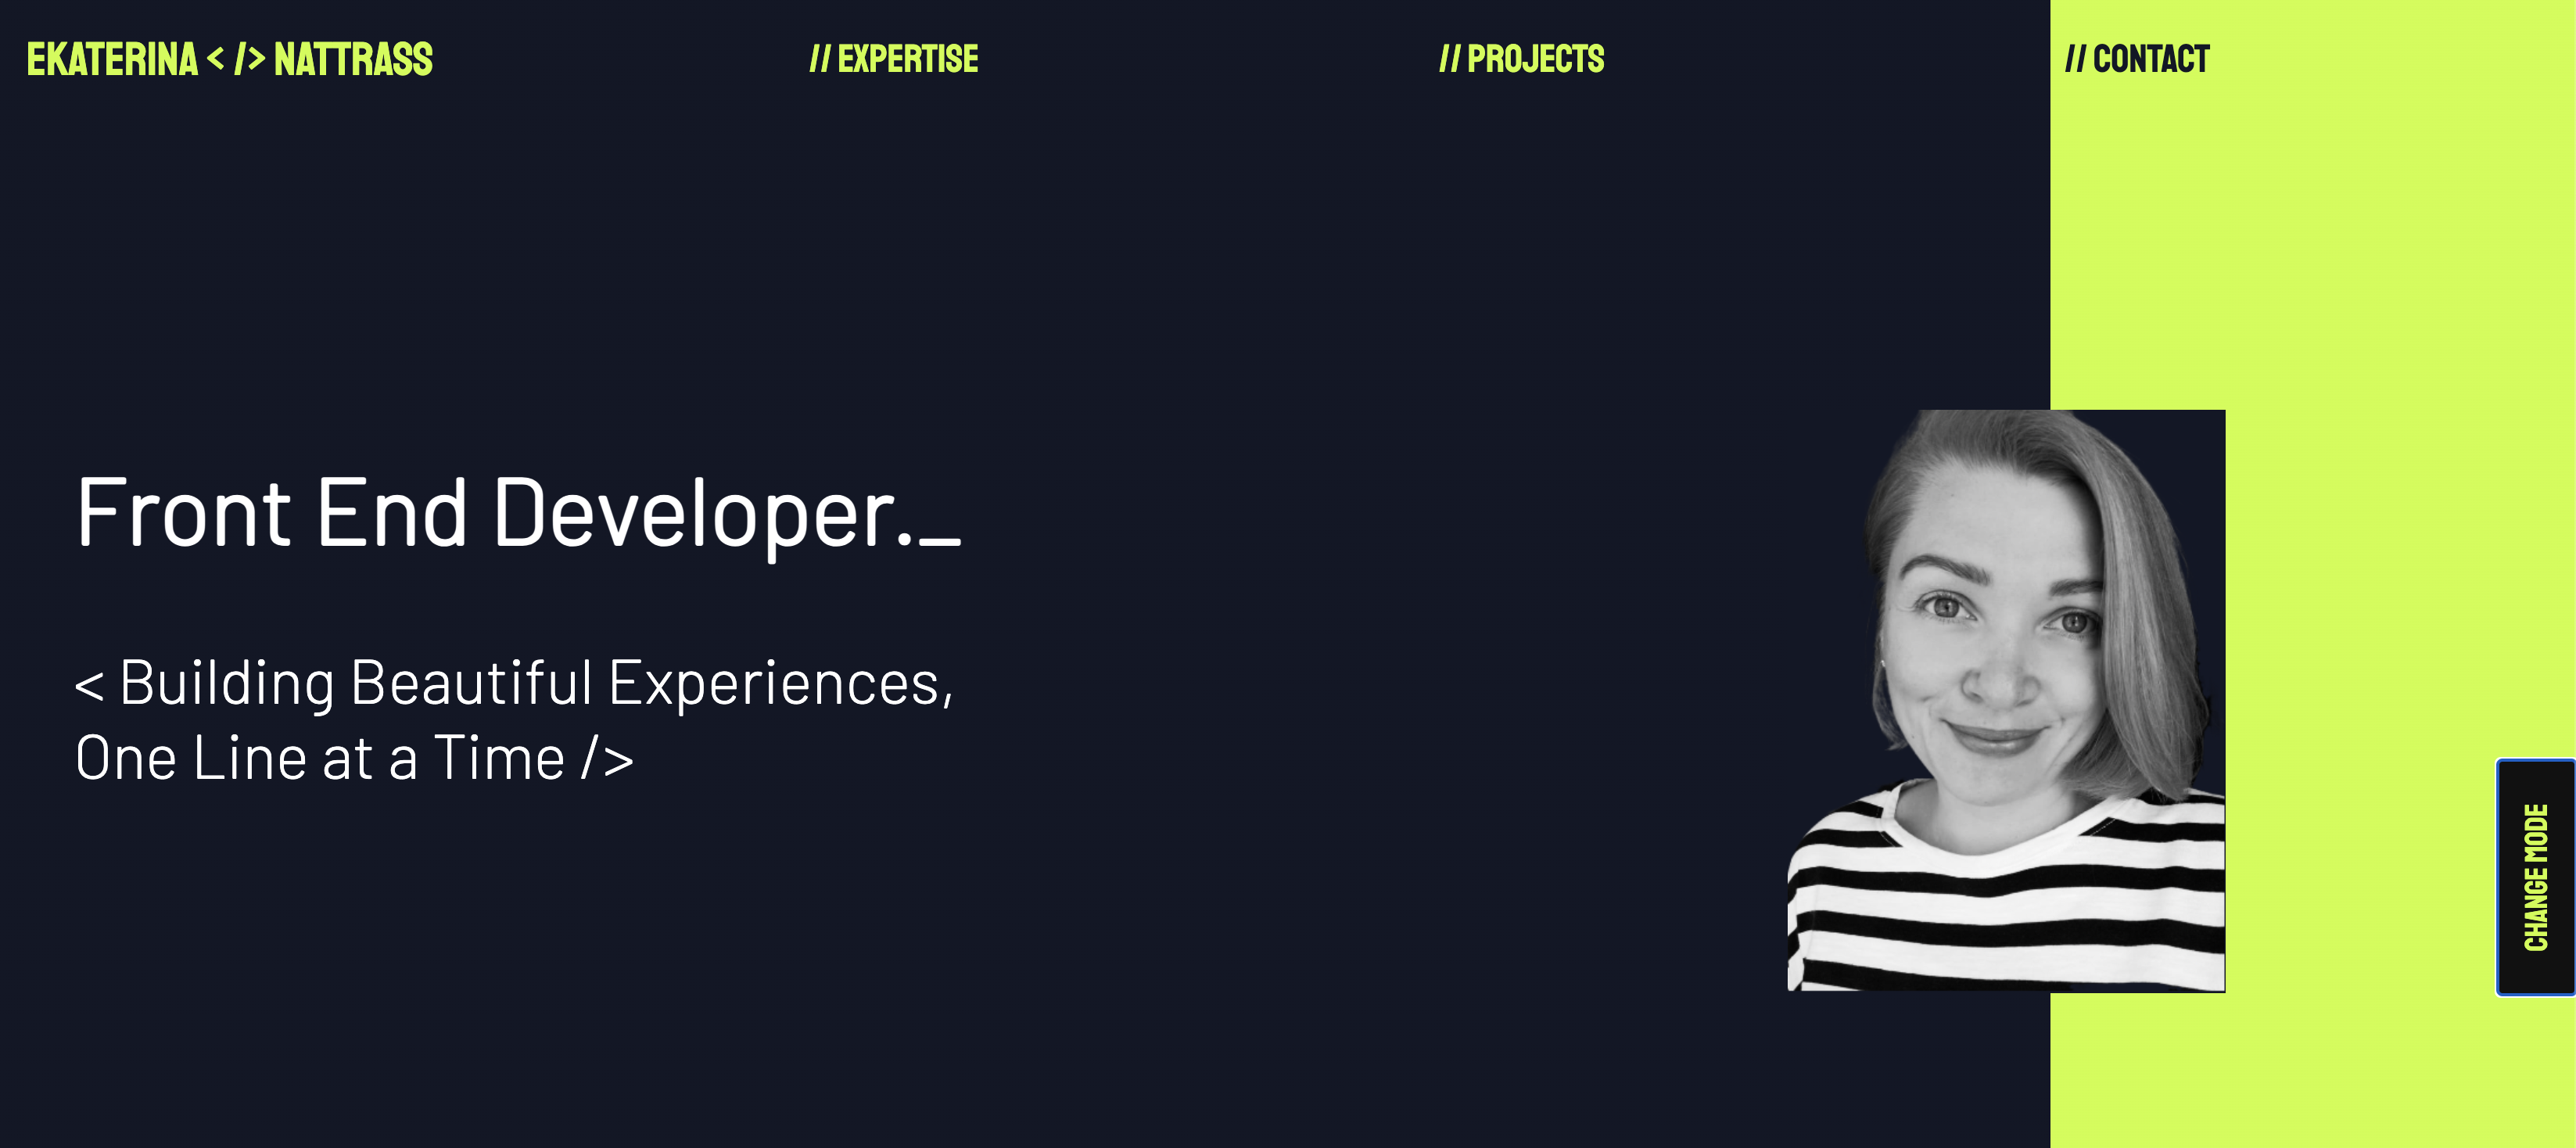 EKATERINA < /> NATTRASS
// EXPERTISE
// PROJECTS
// CONTACT
Front End Developer._
< Building Beautiful Experiences,
One Line at a Time />
CHANGE MODE